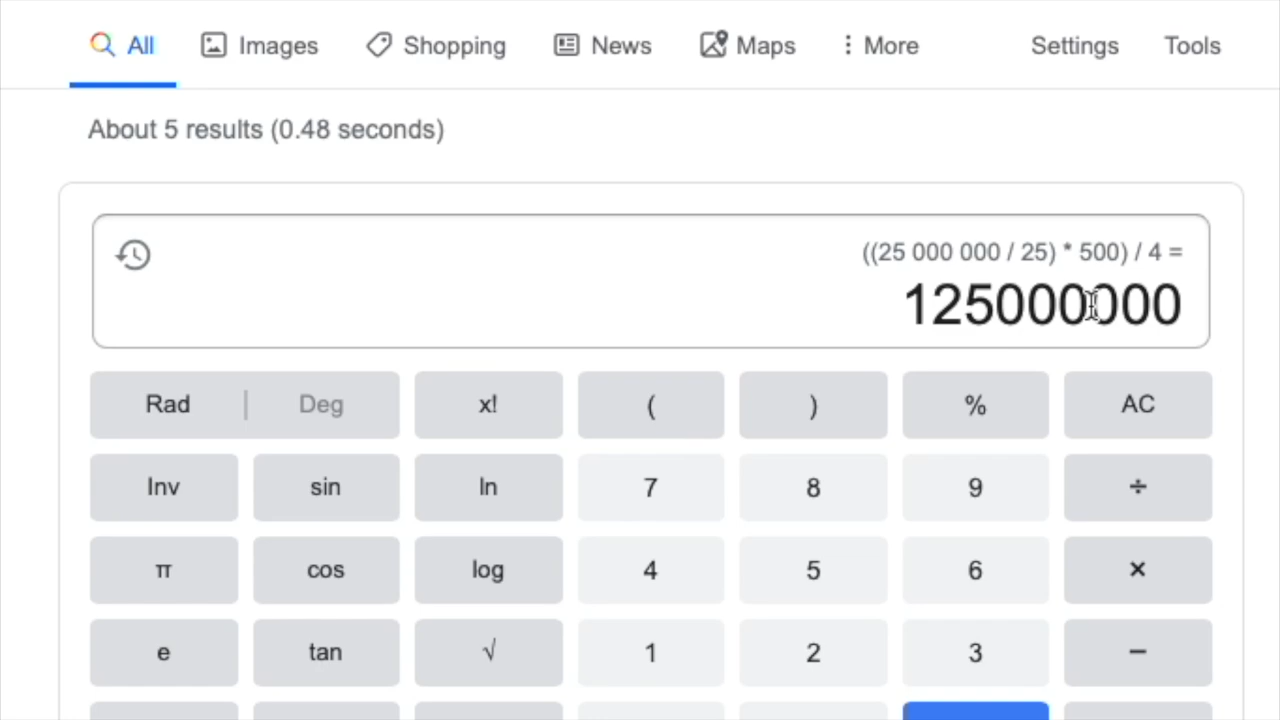 All Images Shopping News Maps More Settings Tools
About 5 results (0.48 seconds)
((25 000 000 / 25) * 500) / 4 =
125000000
Rad | Deg x! ( ) % AC
Inv sin ln 7 8 9 ÷
π cos log 4 5 6 ×
e tan √ 1 2 3 −